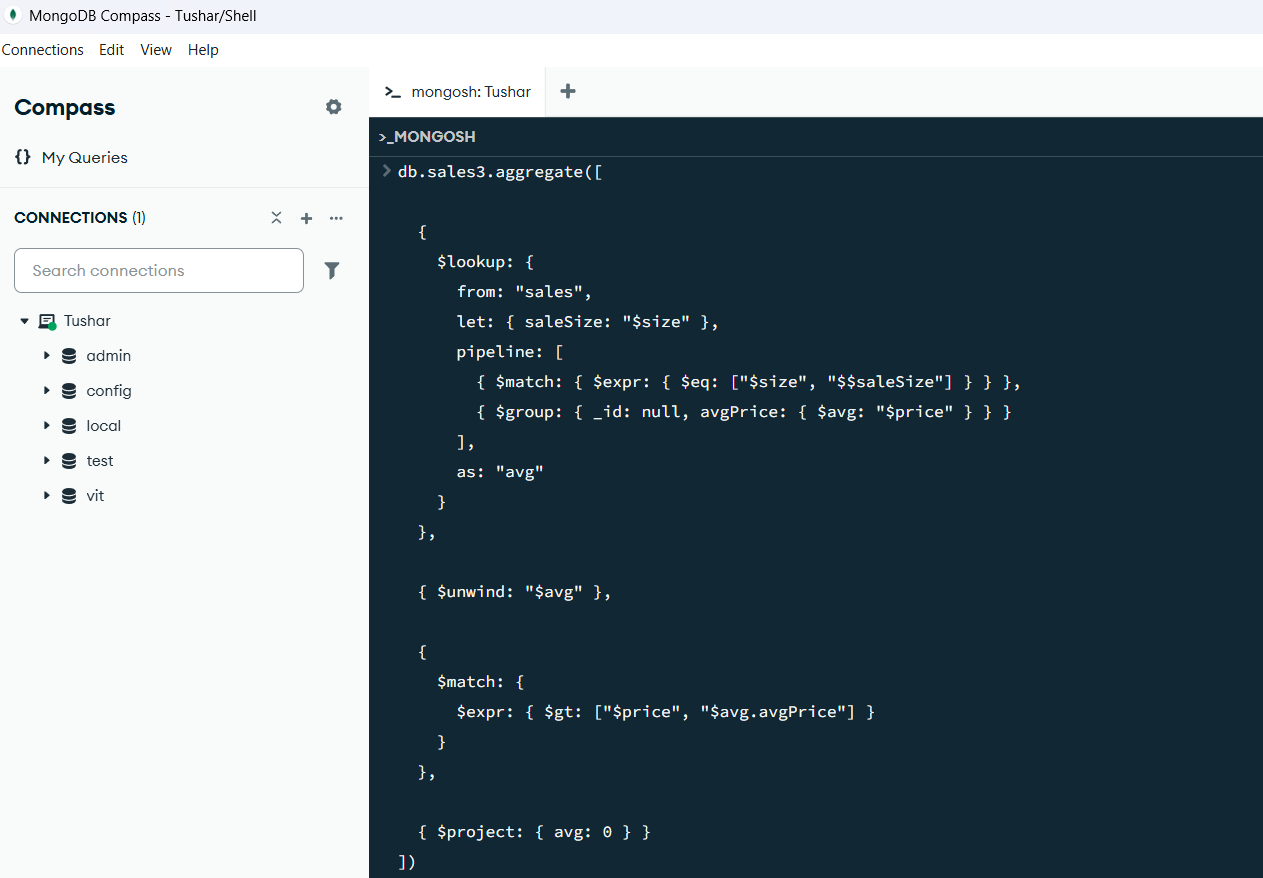 MongoDB Compass - Tushar/Shell
Connections Edit View Help
Compass
mongosh: Tushar
{} My Queries
>_MONGOSH
CONNECTIONS (1)
Search connections
Tushar
admin
config
local
test
vit
db.sales3.aggregate([
{
$lookup: {
from: "sales",
let: { saleSize: "$size" },
pipeline: [
{ $match: { $expr: { $eq: ["$size", "$$saleSize"] } } },
{ $group: { _id: null, avgPrice: { $avg: "$price" } } }
],
as: "avg"
}
},
{ $unwind: "$avg" },
{
$match: {
$expr: { $gt: ["$price", "$avg.avgPrice"] }
}
},
{ $project: { avg: 0 } }
])